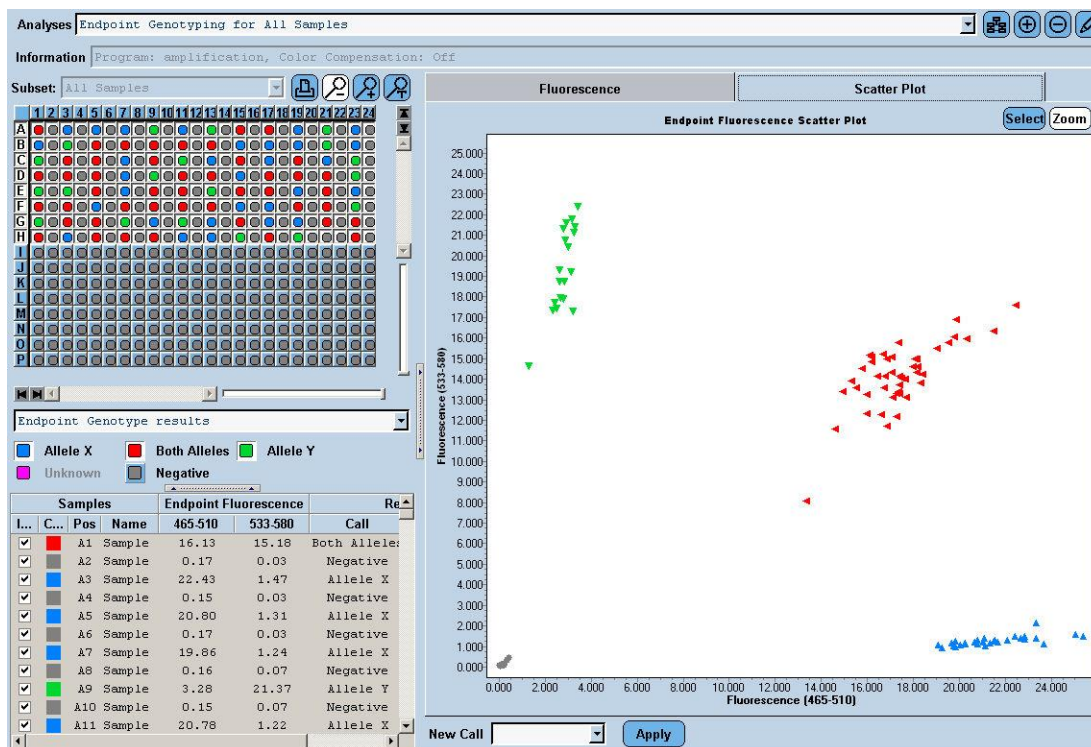 Analyses Endpoint Genotyping for All Samples
Information Program: amplification, Color Compensation: Off
Subset: All Samples
Fluorescence Scatter Plot
1 2 3 4 5 6 7 8 9 10 11 12 13 14 15 16 17 18 19 20 21 22 23 24
A
B
C
D
E
F
G
H
I
J
K
L
M
N
O
P
Endpoint Genotype results
Allele X Both Alleles Allele Y
Unknown Negative
Samples Endpoint Fluorescence Re
I... C... Pos Name 465-510 533-580 Call
A1 Sample 16.13 15.18 Both Alleles
A2 Sample 0.17 0.03 Negative
A3 Sample 22.43 1.47 Allele X
A4 Sample 0.15 0.03 Negative
A5 Sample 20.80 1.31 Allele X
A6 Sample 0.17 0.03 Negative
A7 Sample 19.86 1.24 Allele X
A8 Sample 0.16 0.07 Negative
A9 Sample 3.28 21.37 Allele Y
A10 Sample 0.15 0.07 Negative
A11 Sample 20.78 1.22 Allele X
Endpoint Fluorescence Scatter Plot
Select Zoom
25.000
24.000
23.000
22.000
21.000
20.000
19.000
18.000
17.000
16.000
15.000
14.000
13.000
12.000
11.000
10.000
9.000
8.000
7.000
6.000
5.000
4.000
3.000
2.000
1.000
0.000
Fluorescence (533-580)
0.000 2.000 4.000 6.000 8.000 10.000 12.000 14.000 16.000 18.000 20.000 22.000 24.000
Fluorescence (465-510)
New Call Apply